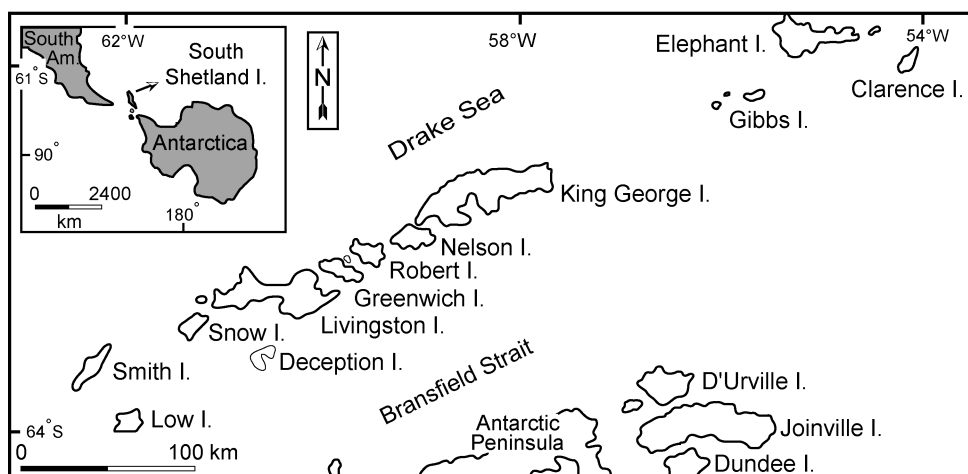 62°W
58°W
54°W
South
Am.
South
Shetland I.
61°S
Antarctica
90°
0 2400
km
180°
N
Drake Sea
Elephant I.
Clarence I.
Gibbs I.
King George I.
Nelson I.
Robert I.
Greenwich I.
Livingston I.
Snow I.
Deception I.
Smith I.
Low I.
Bransfield Strait
D'Urville I.
Antarctic
Peninsula
Joinville I.
Dundee I.
64°S
0 100 km